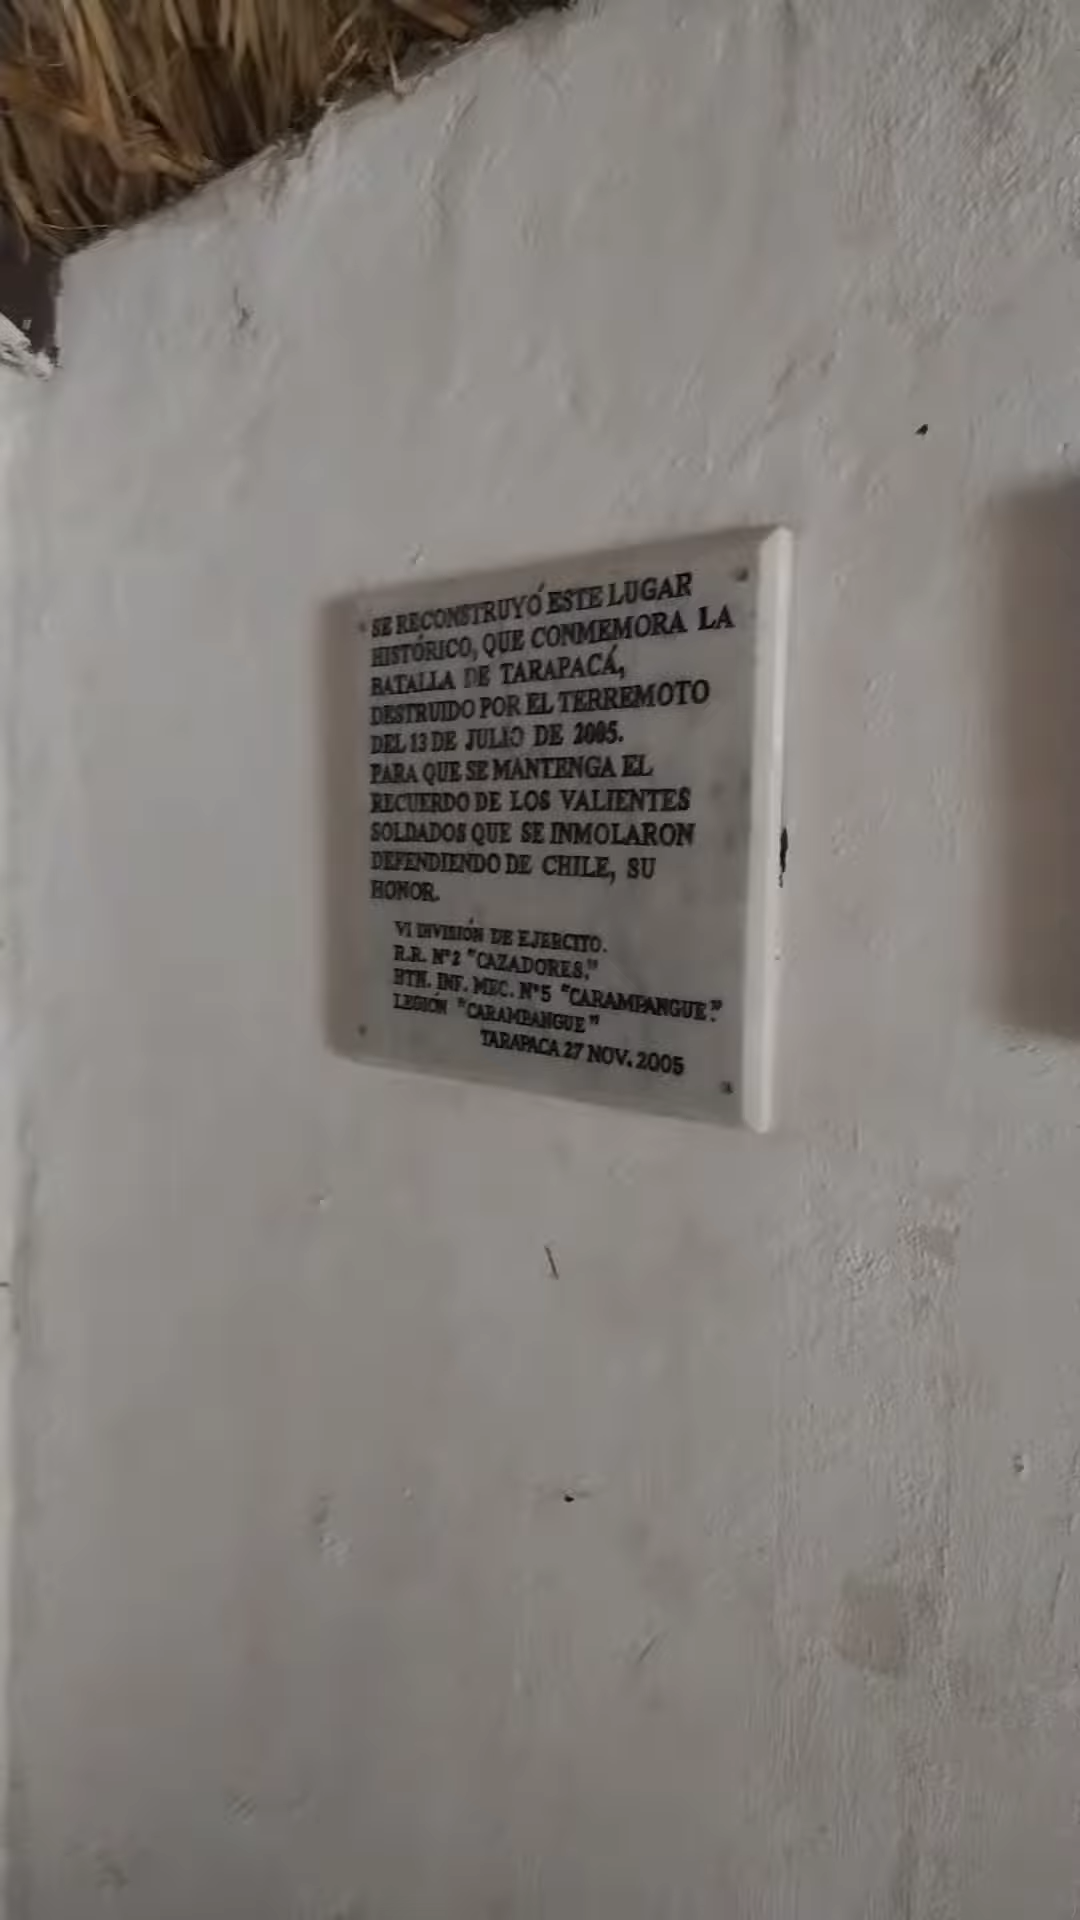 SE RECONSTRUYÓ ESTE LUGAR
HISTÓRICO, QUE CONMEMORA LA
BATALLA DE TARAPACÁ,
DESTRUIDO POR EL TERREMOTO
DEL 13 DE JULIO DE 2005.
PARA QUE SE MANTENGA EL
RECUERDO DE LOS VALIENTES
SOLDADOS QUE SE INMOLARON
DEFENDIENDO DE CHILE, SU
HONOR.
VI DIVISIÓN DE EJERCITO.
R.R. N°2 "CAZADORES."
BTN. INF. MEC. N°5 "CARAMPANGUE".
LEGIÓN "CARAMPANGUE"
TARAPACA 27 NOV. 2005